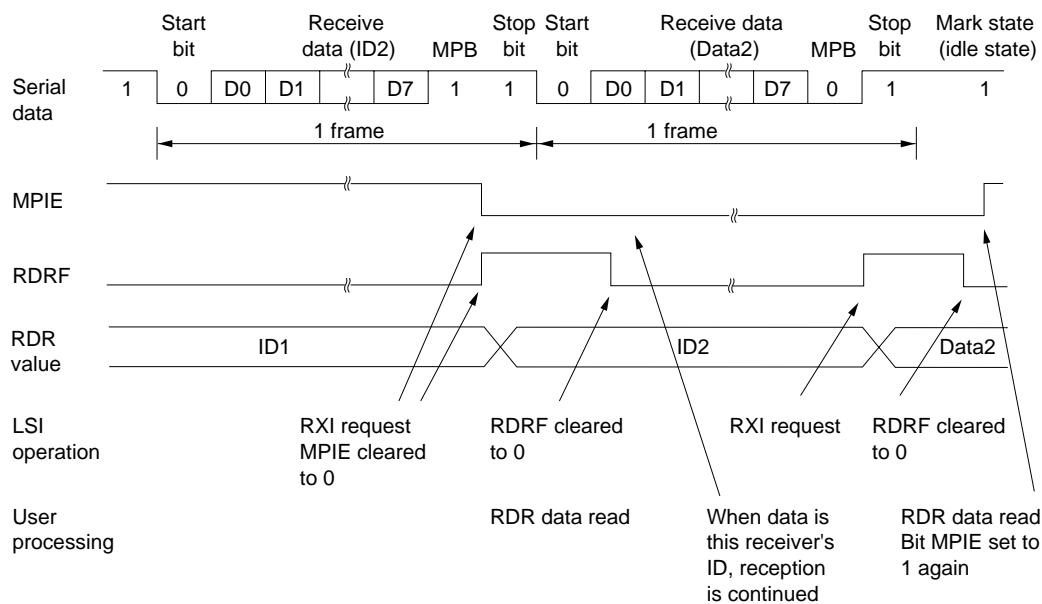 Start bit
Receive data (ID2)
MPB
Stop bit
Start bit
Receive data (Data2)
MPB
Stop bit
Mark state (idle state)
Serial data
1 0 D0 D1 D7 1 1 0 D0 D1 D7 0 1 1
1 frame 1 frame
MPIE
RDRF
RDR value
ID1 ID2 Data2
LSI operation
RXI request
MPIE cleared
to 0
RDRF cleared
to 0
RXI request
RDRF cleared
to 0
User processing
RDR data read
When data is
this receiver's
ID, reception
is continued
RDR data read
Bit MPIE set to
1 again